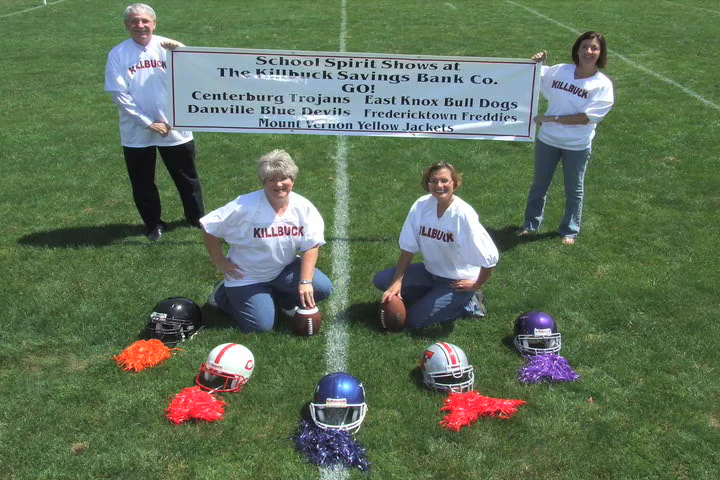 School Spirit Shows at
The Killbuck Savings Bank Co.
GO!
Centerburg Trojans East Knox Bull Dogs
Danville Blue Devils Fredericktown Freddies
Mount Vernon Yellow Jackets
KILLBUCK
KILLBUCK
KILLBUCK
KILLBUCK
C